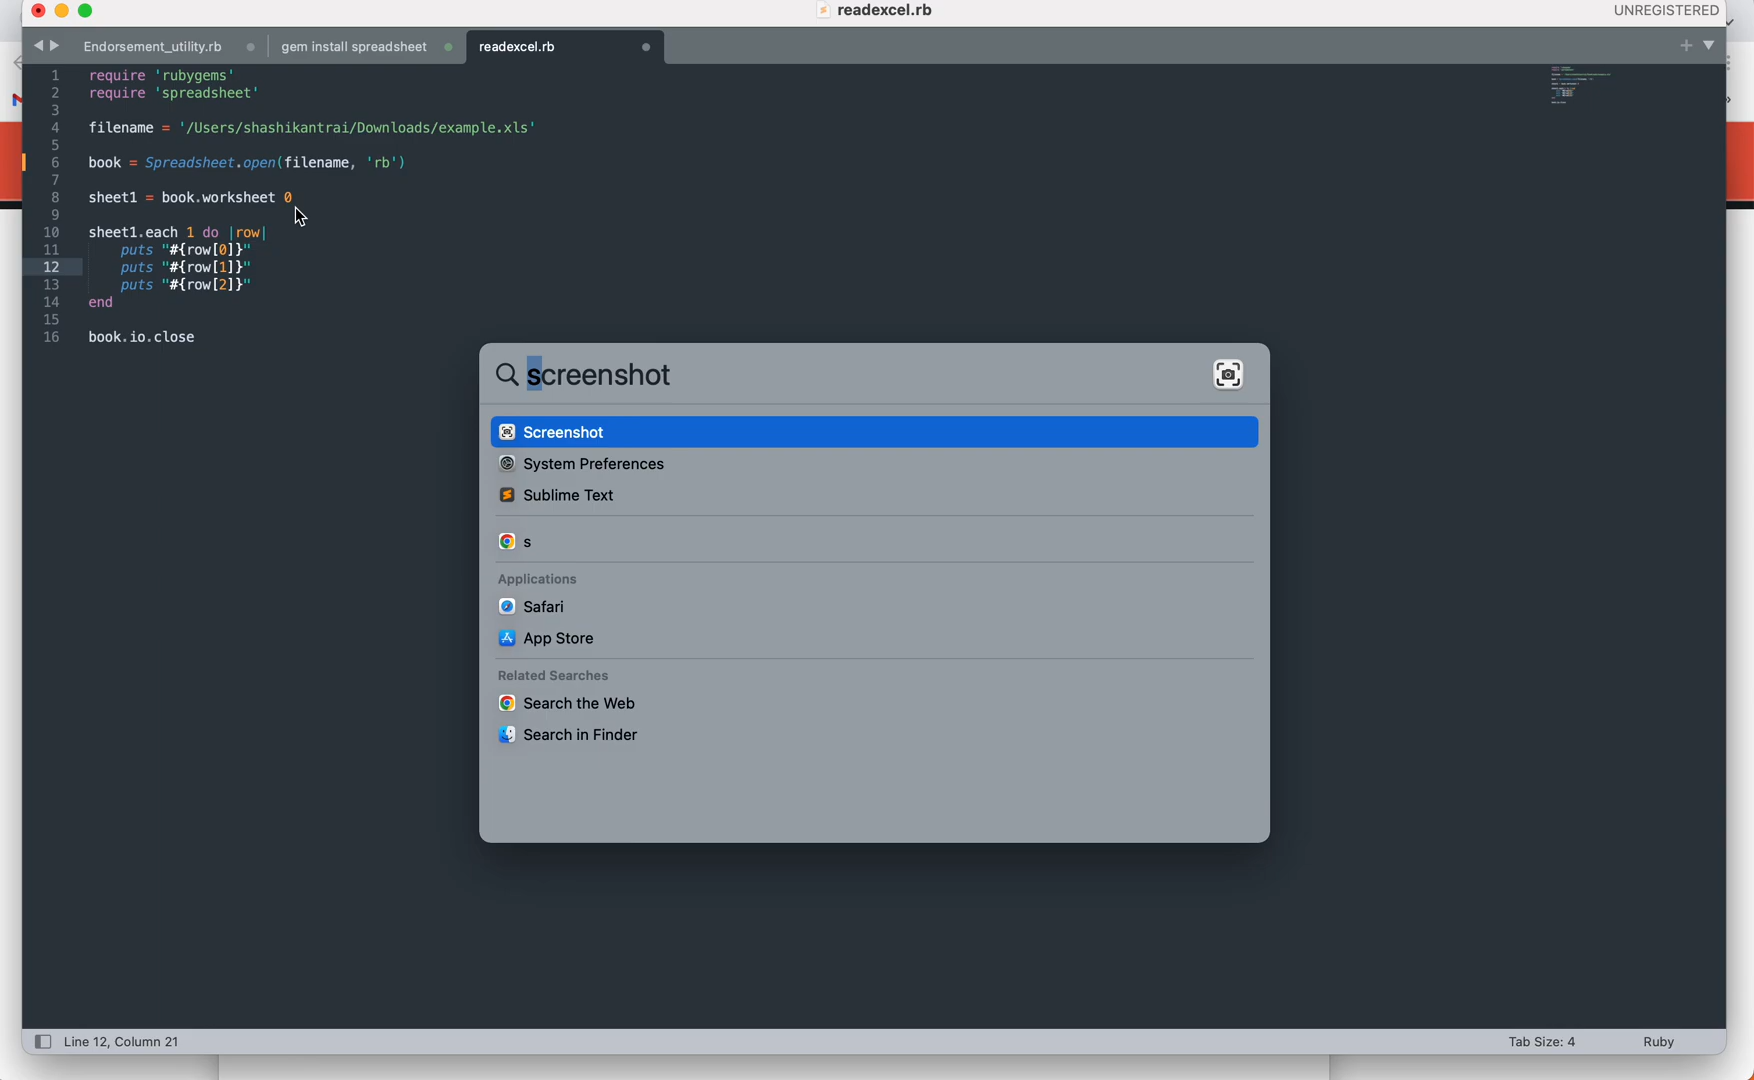 readexcel.rb
UNREGISTERED
Endorsement_utility.rb
gem install spreadsheet
readexcel.rb
1 require 'rubygems'
2 require 'spreadsheet'
3
4 filename = '/Users/shashikantrai/Downloads/example.xls'
5
6 book = Spreadsheet.open(filename, 'rb')
7
8 sheet1 = book.worksheet 0
9
10 sheet1.each 1 do |row|
11 puts "#{row[0]}"
12 puts "#{row[1]}"
13 puts "#{row[2]}"
14 end
15
16 book.io.close
screenshot
Screenshot
System Preferences
Sublime Text
s
Applications
Safari
App Store
Related Searches
Search the Web
Search in Finder
Line 12, Column 21
Tab Size: 4
Ruby